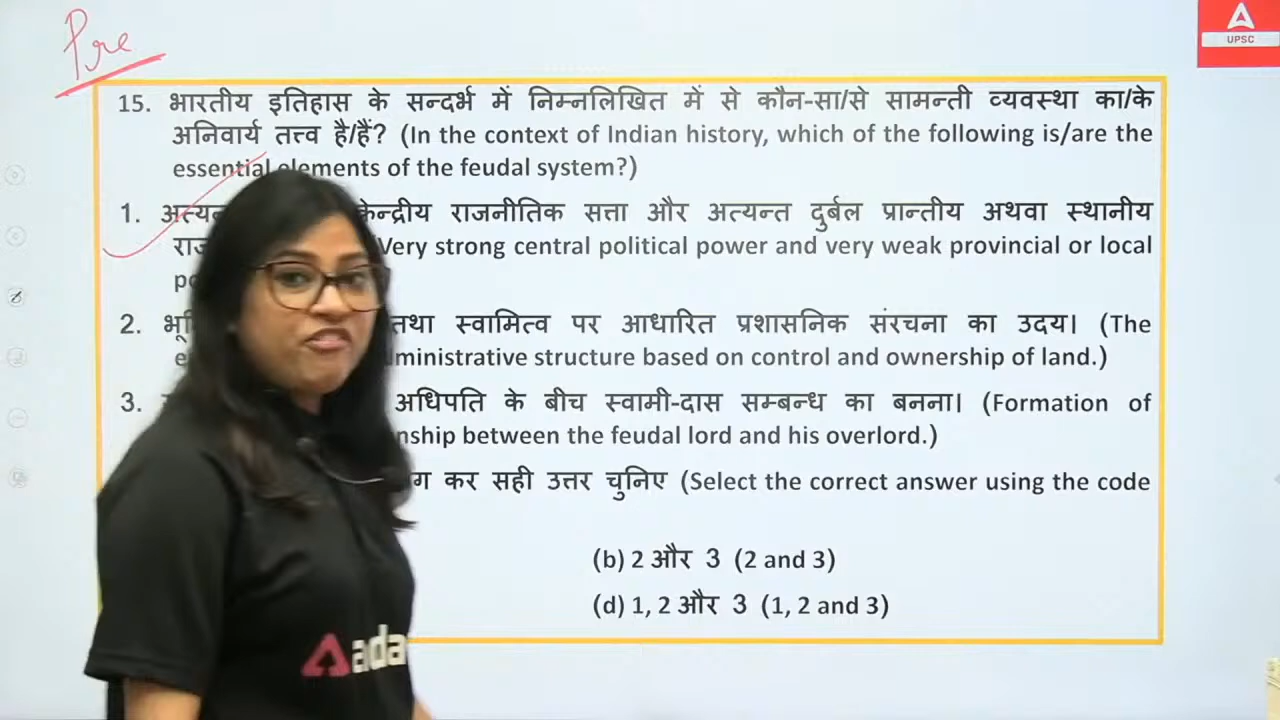 Pre
UPSC
15. भारतीय इतिहास के सन्दर्भ में निम्नलिखित में से कौन-सा/से सामन्ती व्यवस्था का/के
अनिवार्य तत्त्व है/हैं? (In the context of Indian history, which of the following is/are the
essential elements of the feudal system?)
1. केन्द्रीय राजनीतिक सत्ता और अत्यन्त दुर्बल प्रान्तीय अथवा स्थानीय
Very strong central political power and very weak provincial or local
2. तथा स्वामित्व पर आधारित प्रशासनिक संरचना का उदय। (The
administrative structure based on control and ownership of land.)
3. अधिपति के बीच स्वामी-दास सम्बन्ध का बनना। (Formation of
between the feudal lord and his overlord.)
कर सही उत्तर चुनिए (Select the correct answer using the code
(b) 2 और 3 (2 and 3)
(d) 1, 2 और 3 (1, 2 and 3)